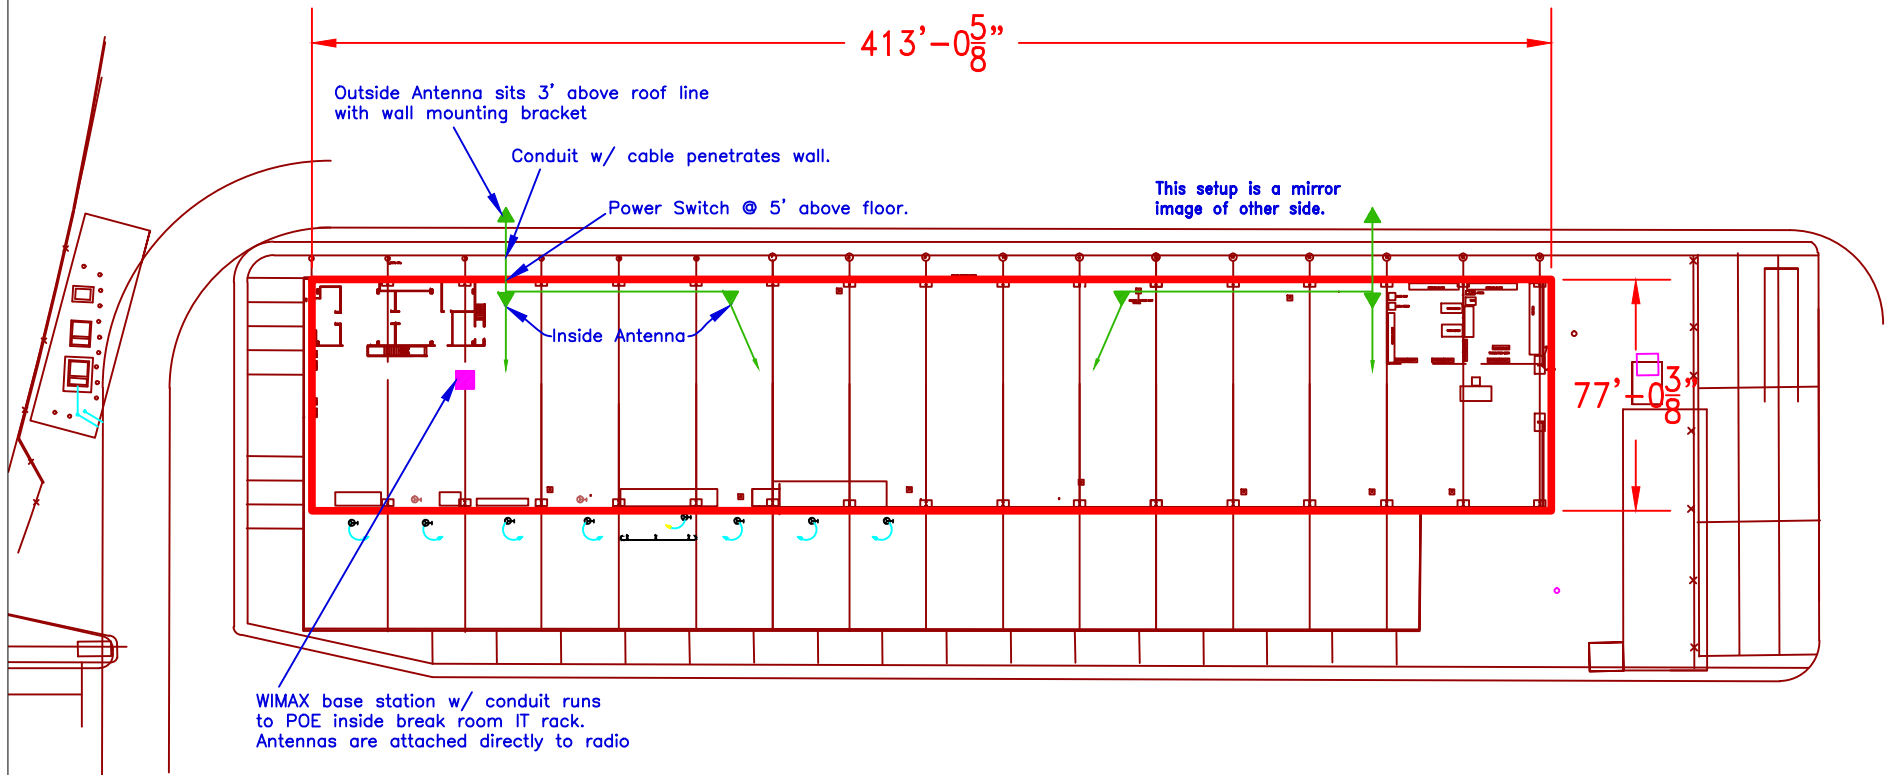 413'-0 5/8"
Outside Antenna sits 3' above roof line
with wall mounting bracket
Conduit w/ cable penetrates wall.
This setup is a mirror
image of other side.
Power Switch @ 5' above floor.
Inside Antenna
77'-0 3/8"
WIMAX base station w/ conduit runs
to POE inside break room IT rack.
Antennas are attached directly to radio